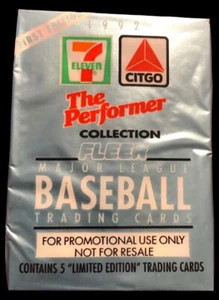 1992
7
ELEVEN
CITGO
The
Performer
COLLECTION
FLEER
MAJOR LEAGUE
BASEBALL
TRADING CARDS
FOR PROMOTIONAL USE ONLY
NOT FOR RESALE
CONTAINS 5 "LIMITED EDITION" TRADING CARDS